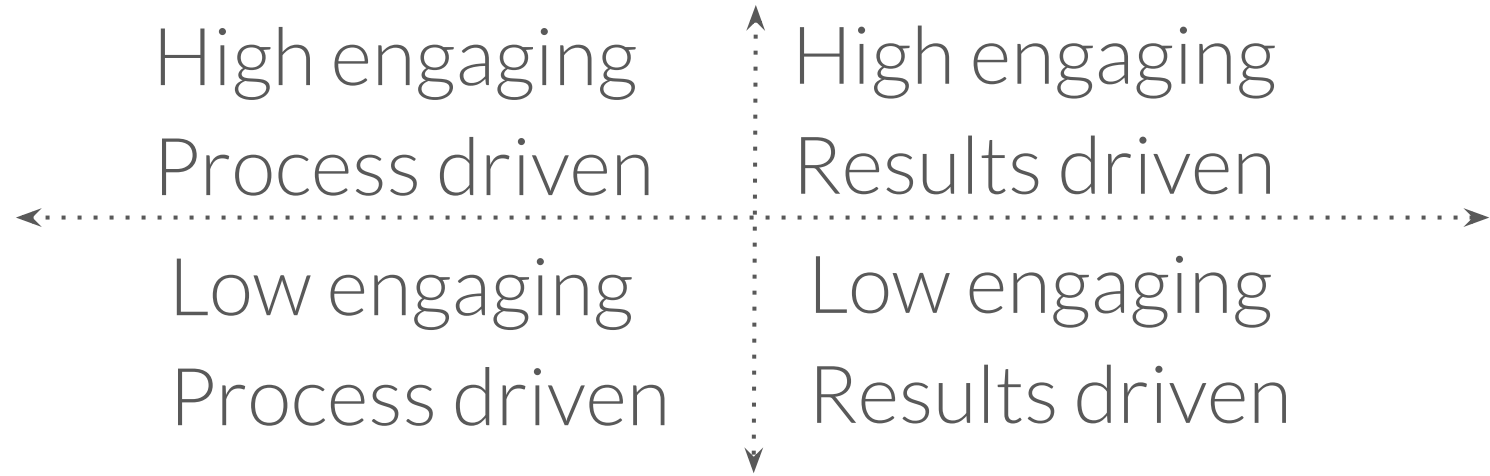 High engaging
Process driven
High engaging
Results driven
Low engaging
Process driven
Low engaging
Results driven